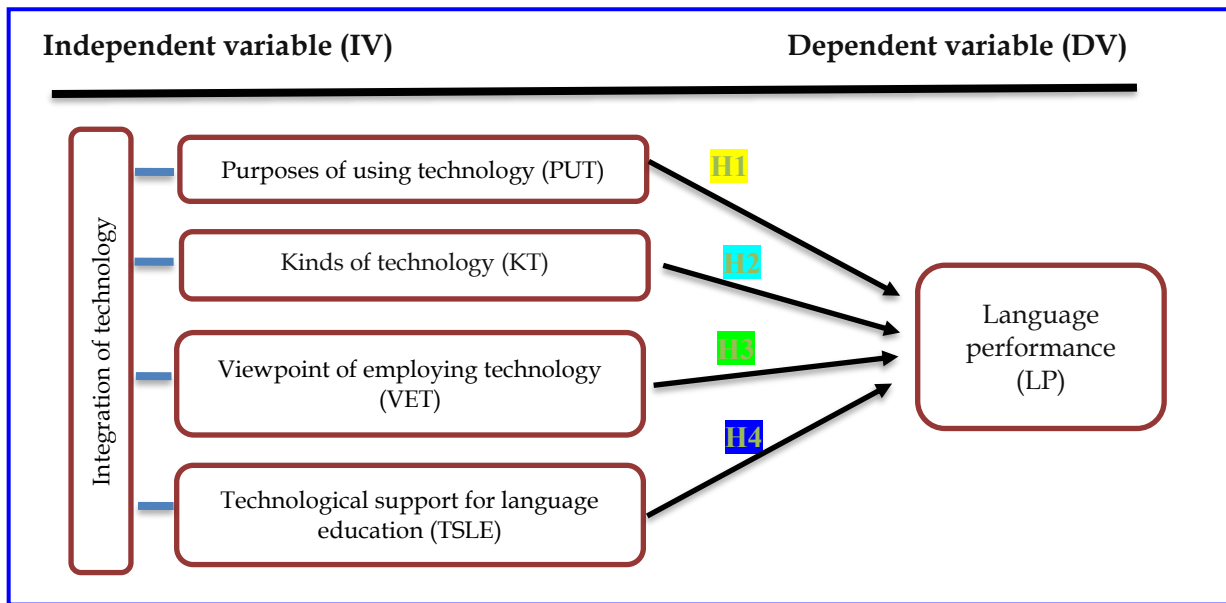 Independent variable (IV)
Dependent variable (DV)
Integration of technology
Purposes of using technology (PUT)
H1
Kinds of technology (KT)
H2
Viewpoint of employing technology
(VET)
H3
Technological support for language
education (TSLE)
H4
Language
performance
(LP)